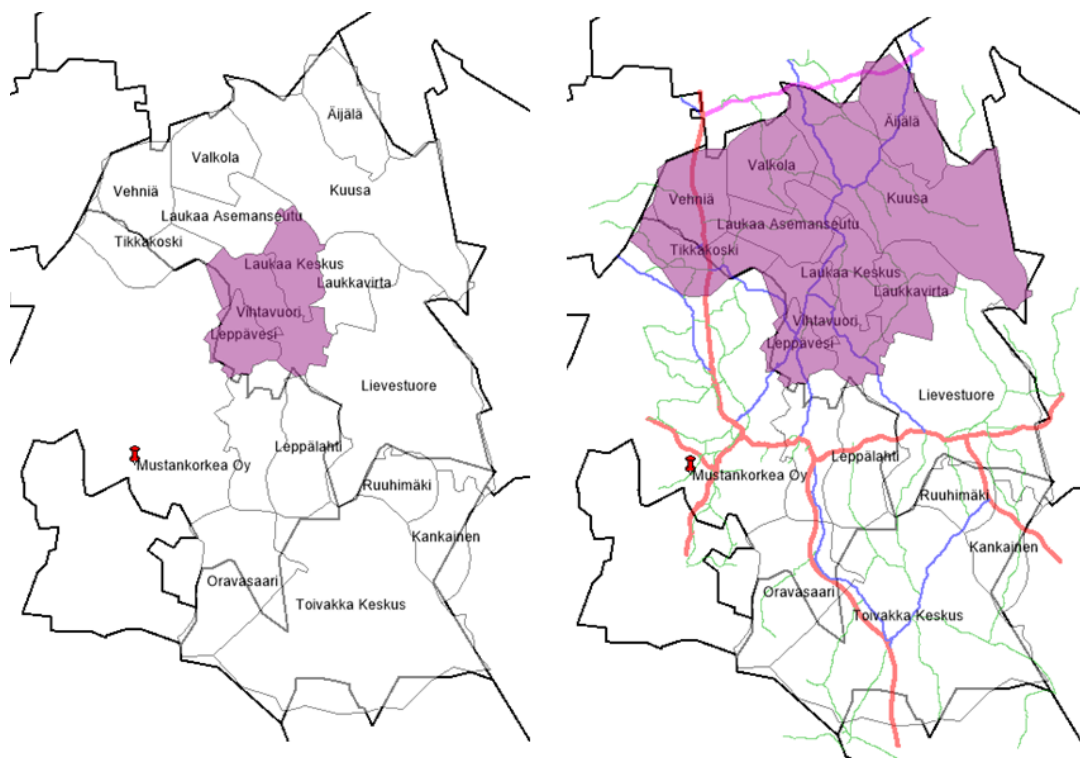 Äijälä
Valkola
Vehniä
Kuusa
Laukaa Asemanseutu
Tikkakoski
Laukaa Keskus
Laukkavirta
Vihtavuori
Leppävesi
Lievestuore
Leppälahti
Mustankorkea Oy
Ruuhimäki
Kankainen
Oravasaari
Toivakka Keskus
Äijälä
Valkola
Vehniä
Kuusa
Laukaa Asemanseutu
Tikkakoski
Laukaa Keskus
Laukkavirta
Vihtavuori
Leppävesi
Lievestuore
Leppälahti
Mustankorkea Oy
Ruuhimäki
Kankainen
Oravasaari
Toivakka Keskus